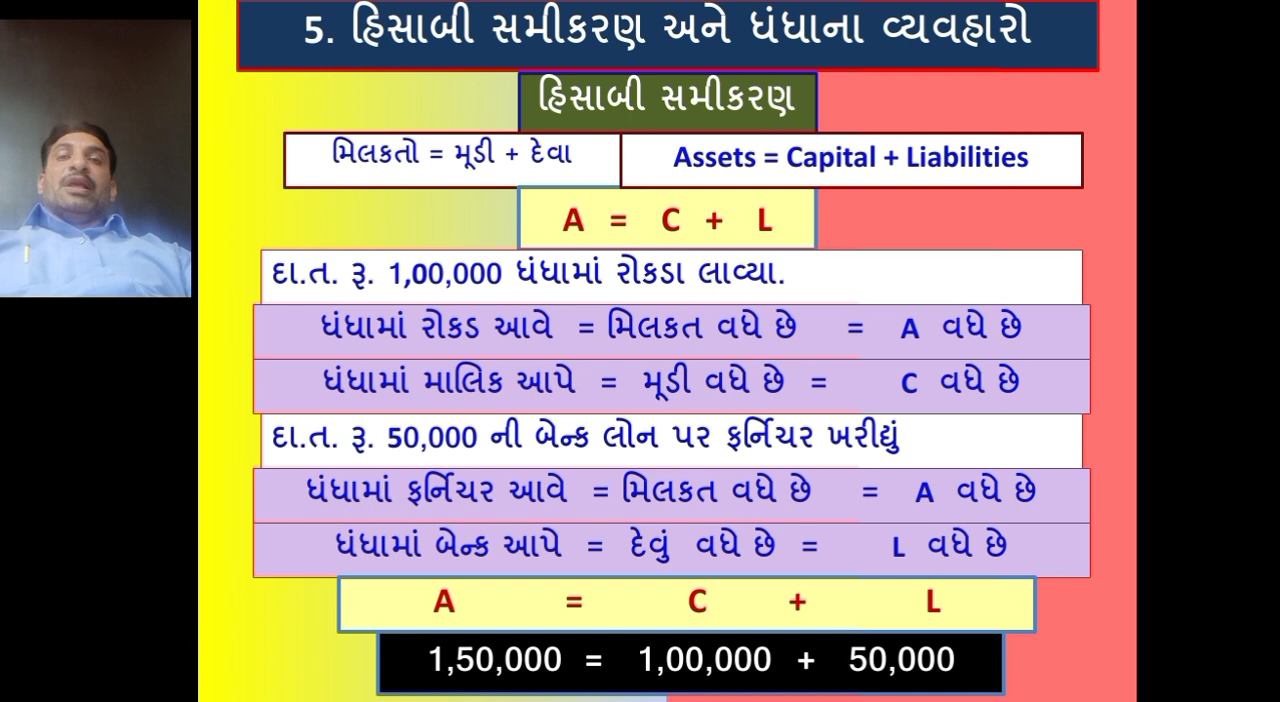 5. હિસાબી સમીકરણ અને ધંધાના વ્યવહારો
હિસાબી સમીકરણ
મિલકતો = મૂડી + દેવા Assets = Capital + Liabilities
A = C + L
દા.ત. રૂ. 1,00,000 ધંધામાં રોકડા લાવ્યા.
ધંધામાં રોકડ આવે = મિલકત વધે છે = A વધે છે
ધંધામાં માલિક આપે = મૂડી વધે છે = C વધે છે
દા.ત. રૂ. 50,000 ની બેન્ક લોન પર ફર્નિચર ખરીદ્યું
ધંધામાં ફર્નિચર આવે = મિલકત વધે છે = A વધે છે
ધંધામાં બેન્ક આપે = દેવું વધે છે = L વધે છે
A = C + L
1,50,000 = 1,00,000 + 50,000